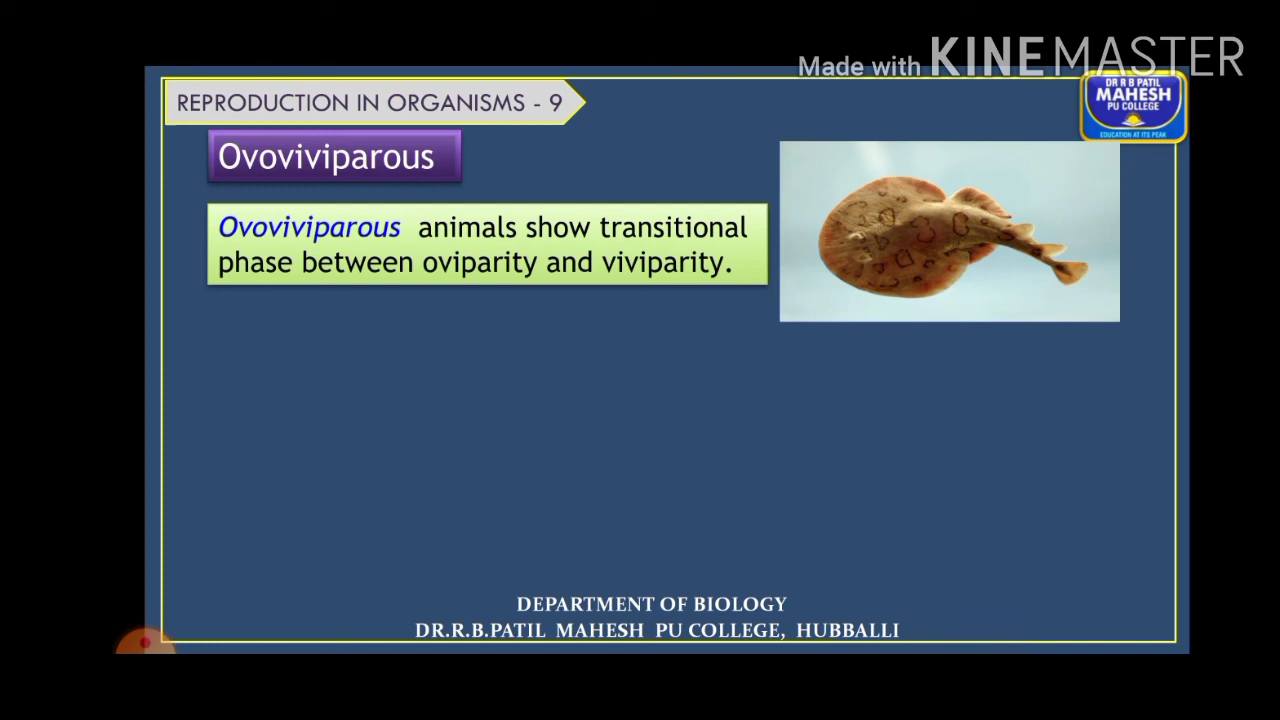 Made with KINEMASTER
REPRODUCTION IN ORGANISMS - 9
DR R B PATIL
MAHESH
PU COLLEGE
EDUCATION AT ITS PEAK
Ovoviviparous
Ovoviviparous animals show transitional
phase between oviparity and viviparity.
DEPARTMENT OF BIOLOGY
DR.R.B.PATIL MAHESH PU COLLEGE, HUBBALLI